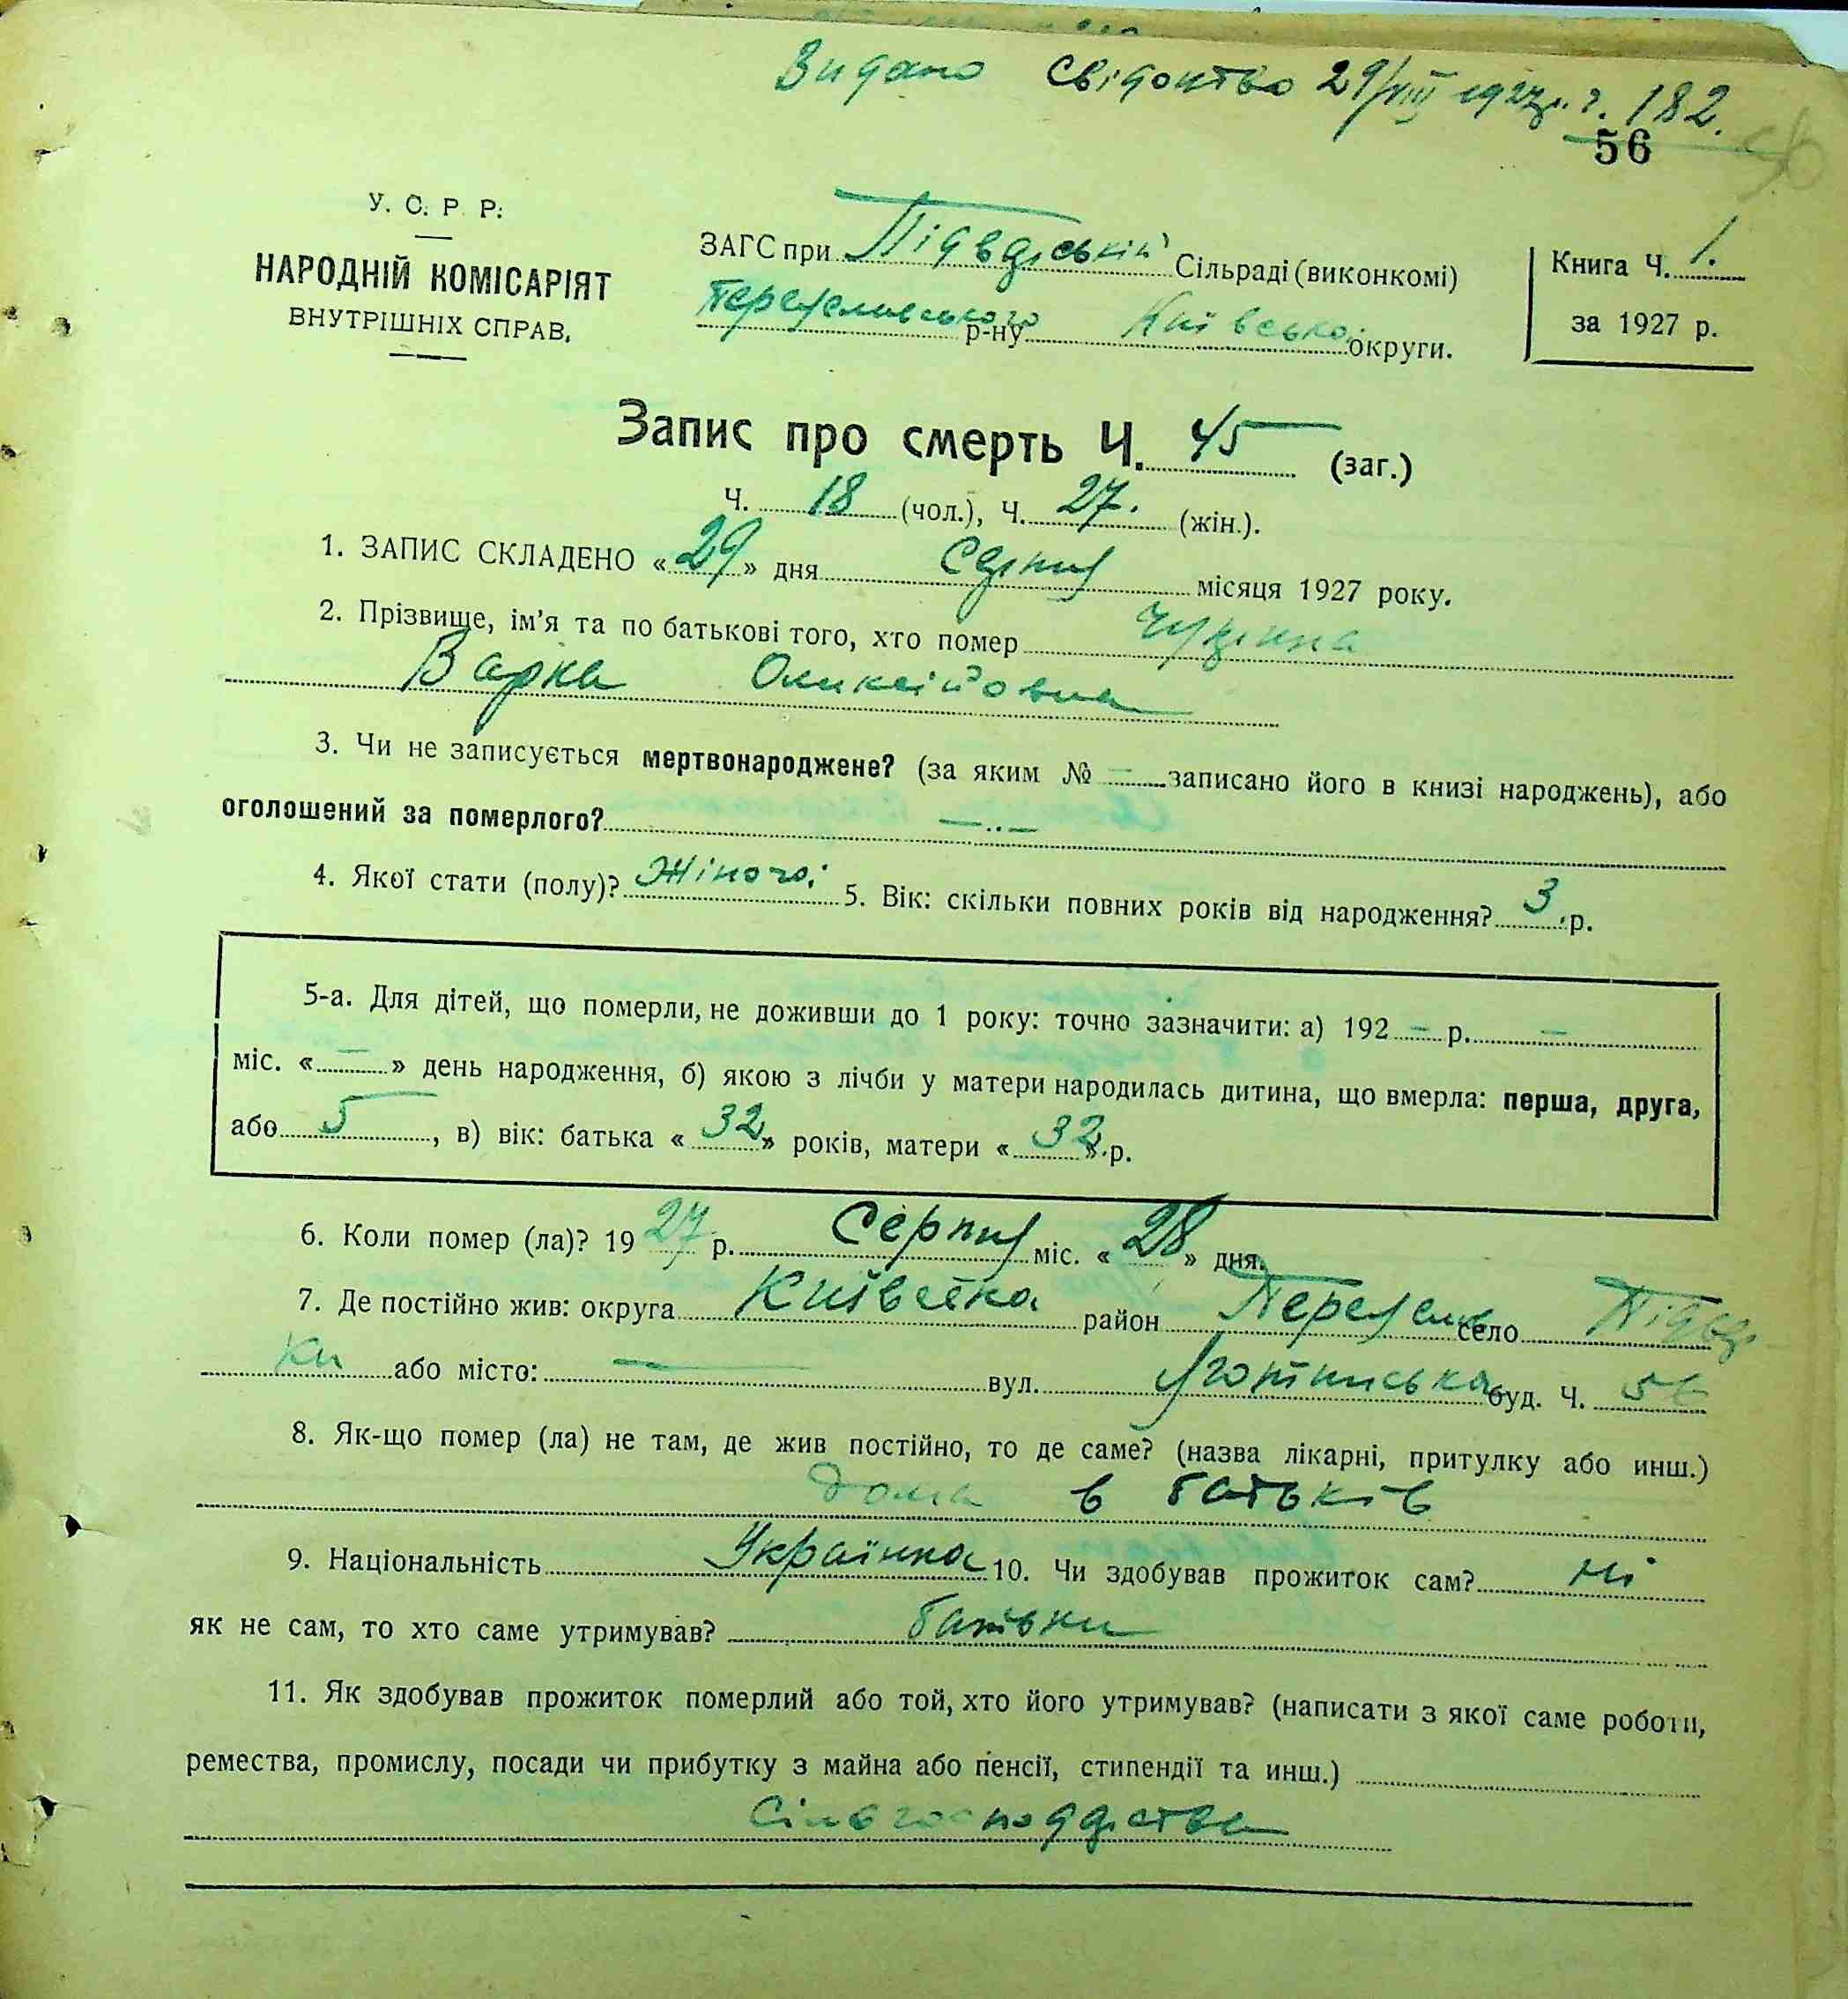 Видано Свідоцтво 29/VIII 1927 р. Ч. 182.
56
У. С. Р. Р.
НАРОДНІЙ КОМІСАРІЯТ
ВНУТРІШНІХ СПРАВ.
ЗАГС при Підварській Сільраді (виконкомі)
р-ну Київсько округи.
Книга Ч. 1.
за 1927 р.
Запис про смерть Ч. 45 (заг.)
Ч. 18 (чол.), Ч. 27. (жін.).
1. ЗАПИС СКЛАДЕНО «29» дня Серпня місяця 1927 року.
2. Прізвище, ім’я та по батькові того, хто помер
Варка Олексійовна
3. Чи не записується мертвонароджене? (за яким № — записано його в книзі народжень), або
оголошений за померлого? —„—
4. Якої стати (полу)? Жіночої 5. Вік: скільки повних років від народження? 3 р.
5-а. Для дітей, що померли, не доживши до 1 року: точно зазначити: а) 192 — р. —
міс. « — » день народження, б) якою з лічби у матери народилась дитина, що вмерла: перша, друга,
або 5, в) вік: батька «32» років, матери «32» р.
6. Коли помер (ла)? 1927 р. Серпня міс. «28» дня.
7. Де постійно жив: округа Київська район село Підвар
ки або місто: — вул. Яготинська буд. Ч.
8. Як-що помер (ла) не там, де жив постійно, то де саме? (назва лікарні, притулку або инш.)
Дома в батьків
9. Національність Українка 10. Чи здобував прожиток сам? ні
як не сам, то хто саме утримував? батьки
11. Як здобував прожиток померлий або той, хто його утримував? (написати з якої саме роботи,
ремества, промислу, посади чи прибутку з майна або пенсії, стипендії та инш.)
Сільгосподарства